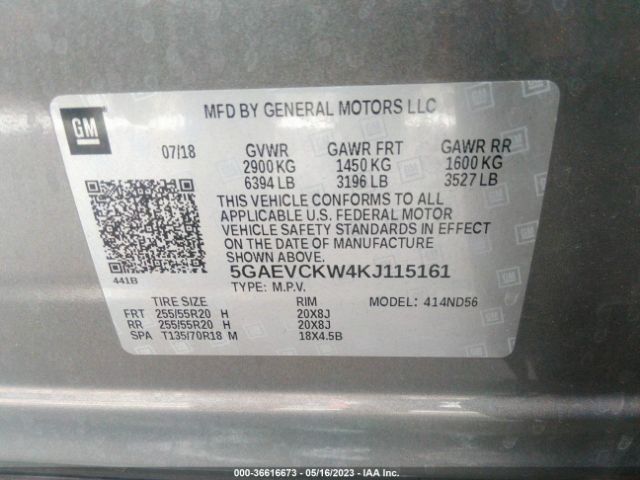 GM
MFD BY GENERAL MOTORS LLC
07/18 GVWR GAWR FRT GAWR RR
2900 KG 1450 KG 1600 KG
6394 LB 3196 LB 3527 LB
THIS VEHICLE CONFORMS TO ALL
APPLICABLE U.S. FEDERAL MOTOR
VEHICLE SAFETY STANDARDS IN EFFECT
ON THE DATE OF MANUFACTURE
SHOWN ABOVE.
441B 5GAEVCKW4KJ115161
TYPE: M.P.V.
TIRE SIZE RIM MODEL: 414ND56
FRT 255/55R20 H 20X8J
RR 255/55R20 H 20X8J
SPA T135/70R18 M 18X4.5B
000-36616673 - 05/16/2023 - IAA Inc.